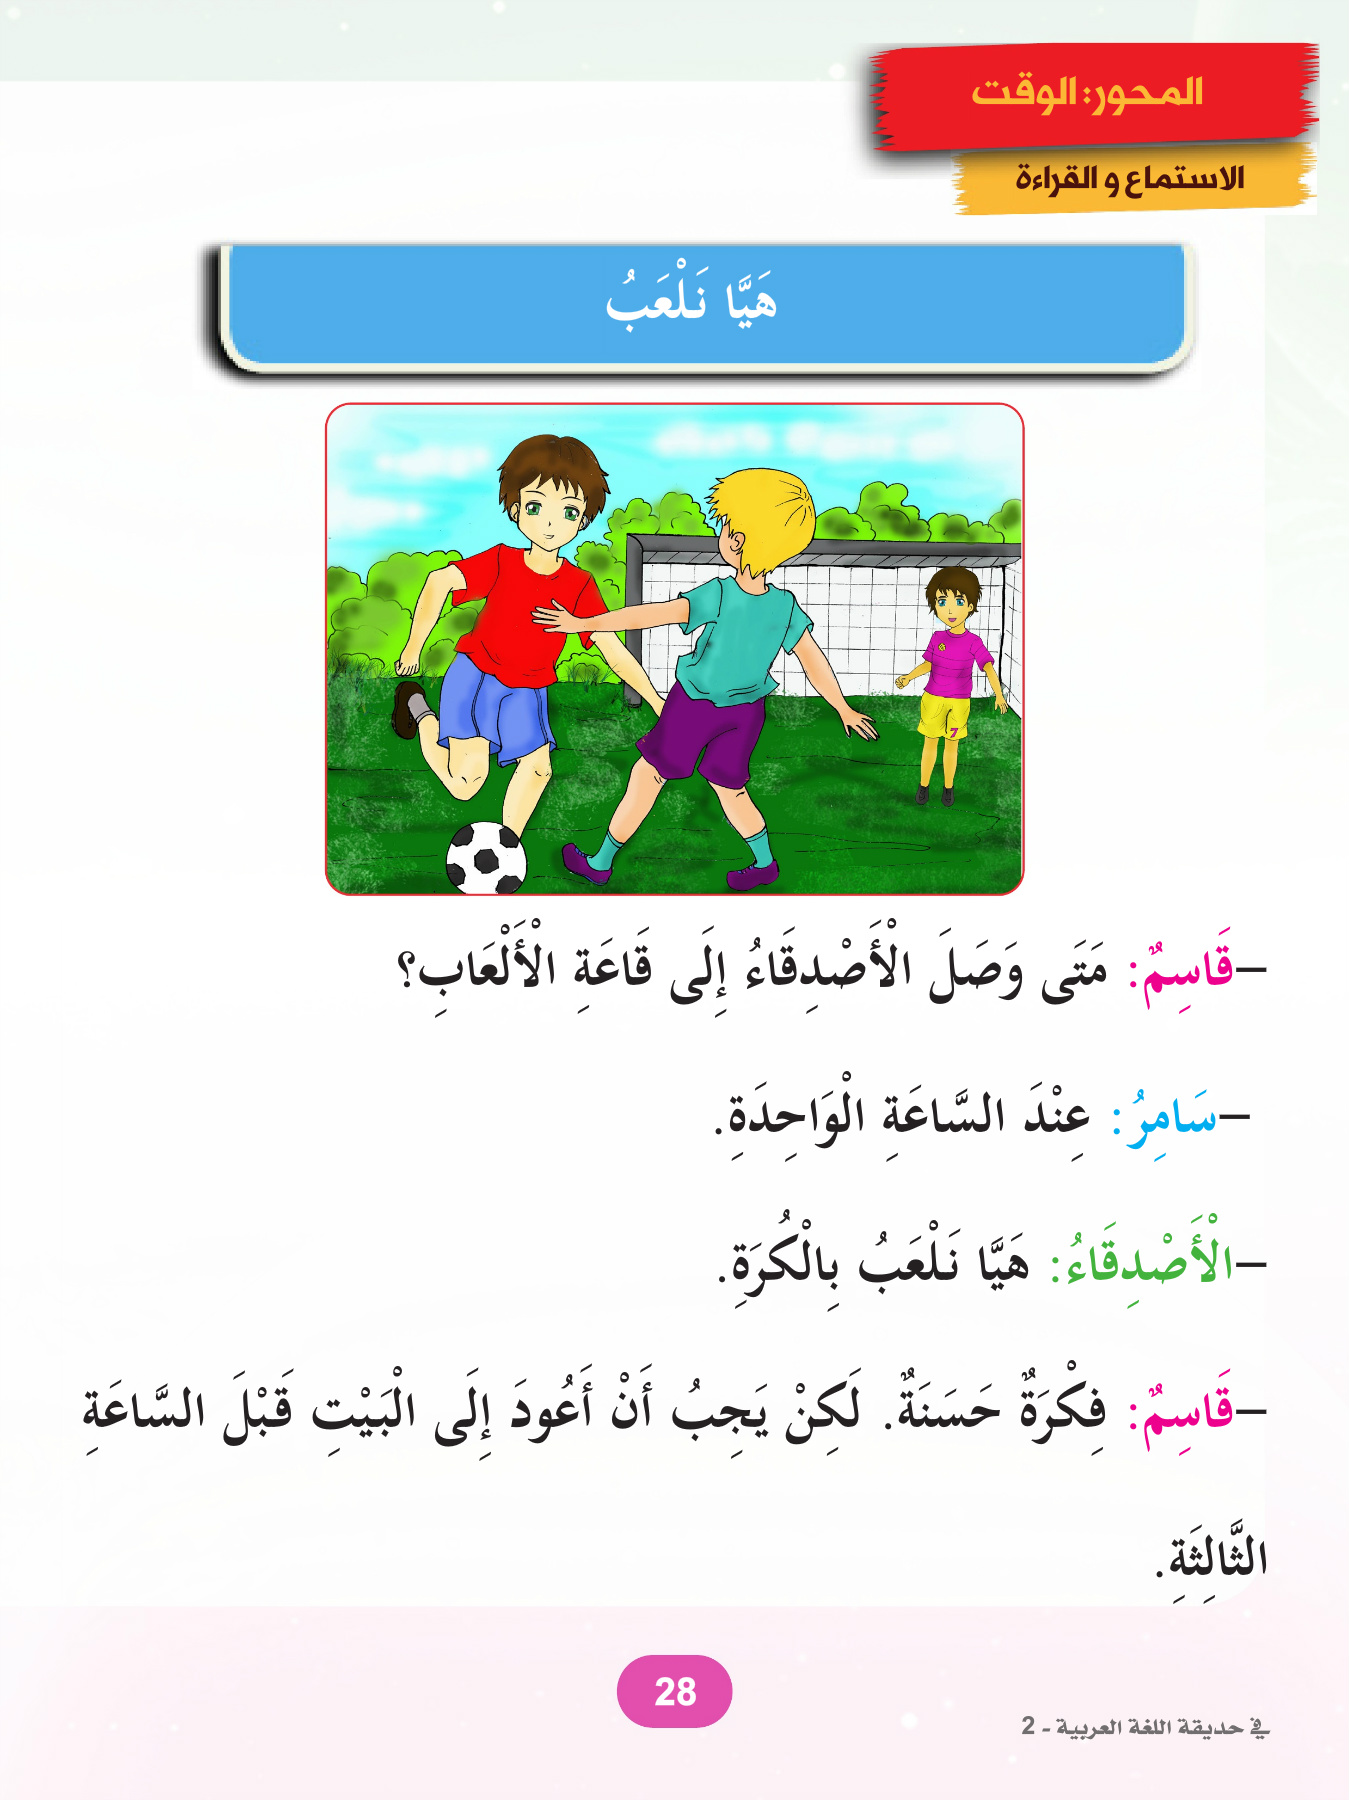 المحور: الوقت
الاستماع و القراءة
هَيَّا نَلْعَبُ
7
–قَاسِمٌ: مَتَى وَصَلَ الْأَصْدِقَاءُ إِلَى قَاعَةِ الْأَلْعَابِ؟
–سَامِرُ: عِنْدَ السَّاعَةِ الْوَاحِدَةِ.
–الْأَصْدِقَاءُ: هَيَّا نَلْعَبُ بِالْكُرَةِ.
–قَاسِمٌ: فِكْرَةٌ حَسَنَةٌ. لَكِنْ يَجِبُ أَنْ أَعُودَ إِلَى الْبَيْتِ قَبْلَ السَّاعَةِ
الثَّالِثَةِ.
28
في حديقة اللغة العربية - 2